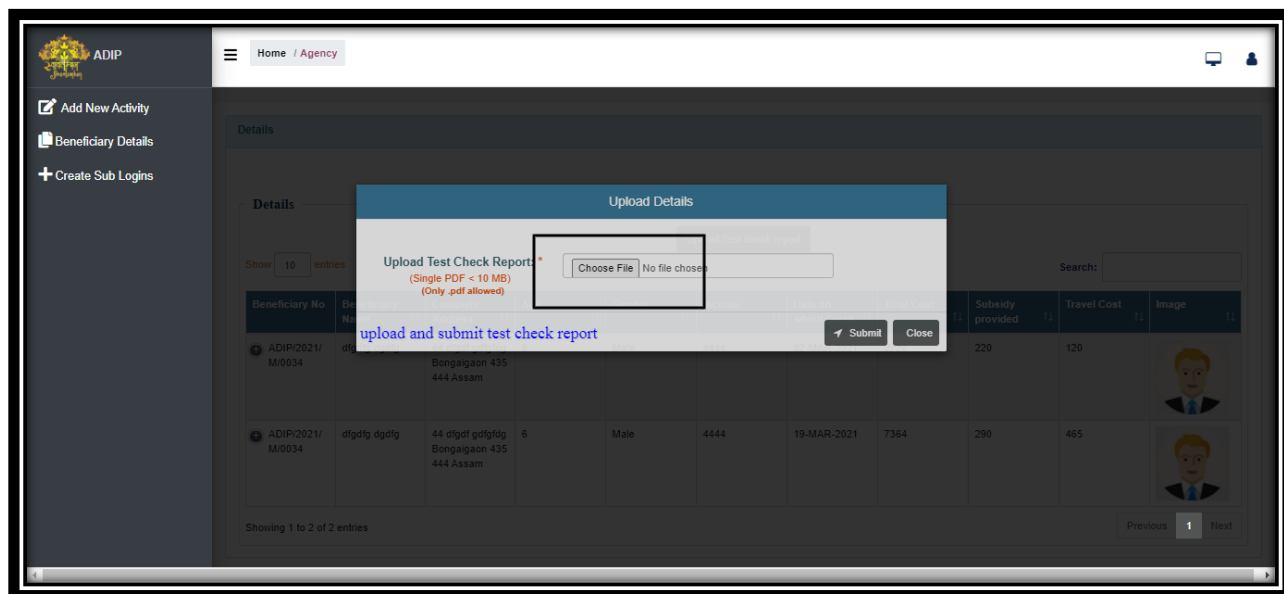 ADIP
Home / Agency
Add New Activity
Beneficiary Details
Create Sub Logins
Details
Details
Upload Details
Upload Test Check Report: *
(Single PDF < 10 MB)
(Only .pdf allowed)
Choose File No file chosen
upload and submit test check report
Submit Close
Show 10 entries
Search:
Beneficiary No Subsidy provided Travel Cost Image
ADIP/2021/ 220 120
M/0034
Bongaigaon 435
444 Assam
ADIP/2021/ dfgdfg dgdfg 44 dfgdf gdfgfdg 6 Male 4444 19-MAR-2021 7364 290 465
M/0034 Bongaigaon 435
444 Assam
Showing 1 to 2 of 2 entries
Previous 1 Next